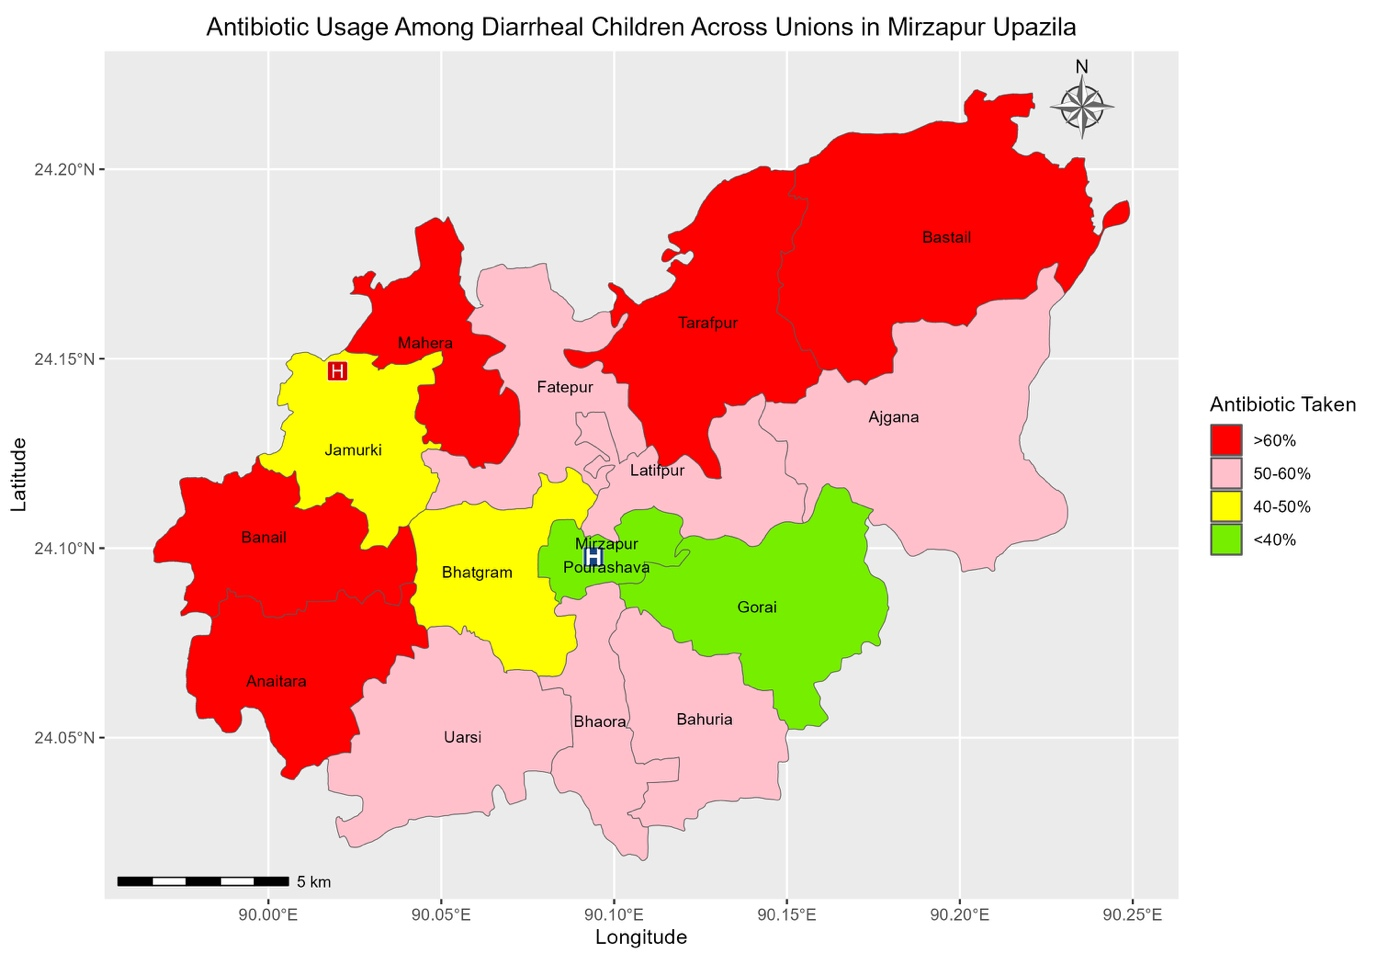 Antibiotic Usage Among Diarrheal Children Across Unions in Mirzapur Upazila
N
24.20°N
Bastail
Tarafpur
Mahera
24.15°N
H
Fatepur
Ajgana
Antibiotic Taken
>60%
50-60%
40-50%
<40%
Jamurki
Latifpur
Latitude
Banail
24.10°N
Mirzapur
H
Pourashava
Bhatgram
Gorai
Anaitara
Bhaora
Bahuria
Uarsi
24.05°N
5 km
90.00°E
90.05°E
90.10°E
90.15°E
90.20°E
90.25°E
Longitude